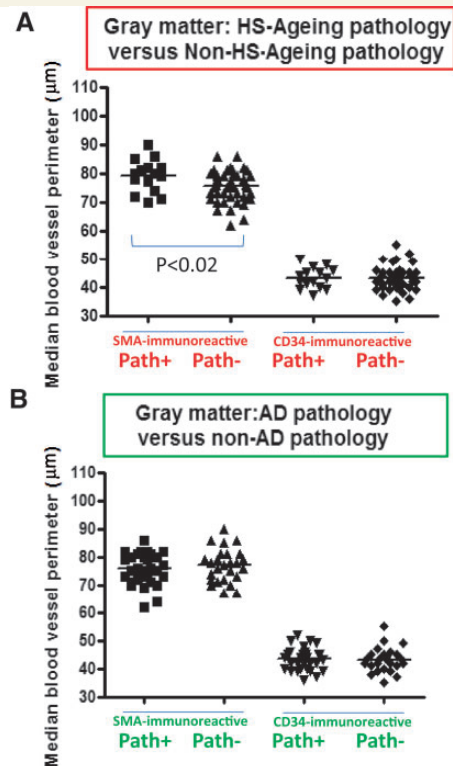 A
Gray matter: HS-Ageing pathology
versus Non-HS-Ageing pathology
Median blood vessel perimeter (µm)
110
100
90
80
70
60
50
40
30
P<0.02
SMA-immunoreactive CD34-immunoreactive
Path+ Path- Path+ Path-
B
Gray matter:AD pathology
versus non-AD pathology
Median blood vessel perimeter (µm)
110
100
90
80
70
60
50
40
30
SMA-immunoreactive CD34-immunoreactive
Path+ Path- Path+ Path-